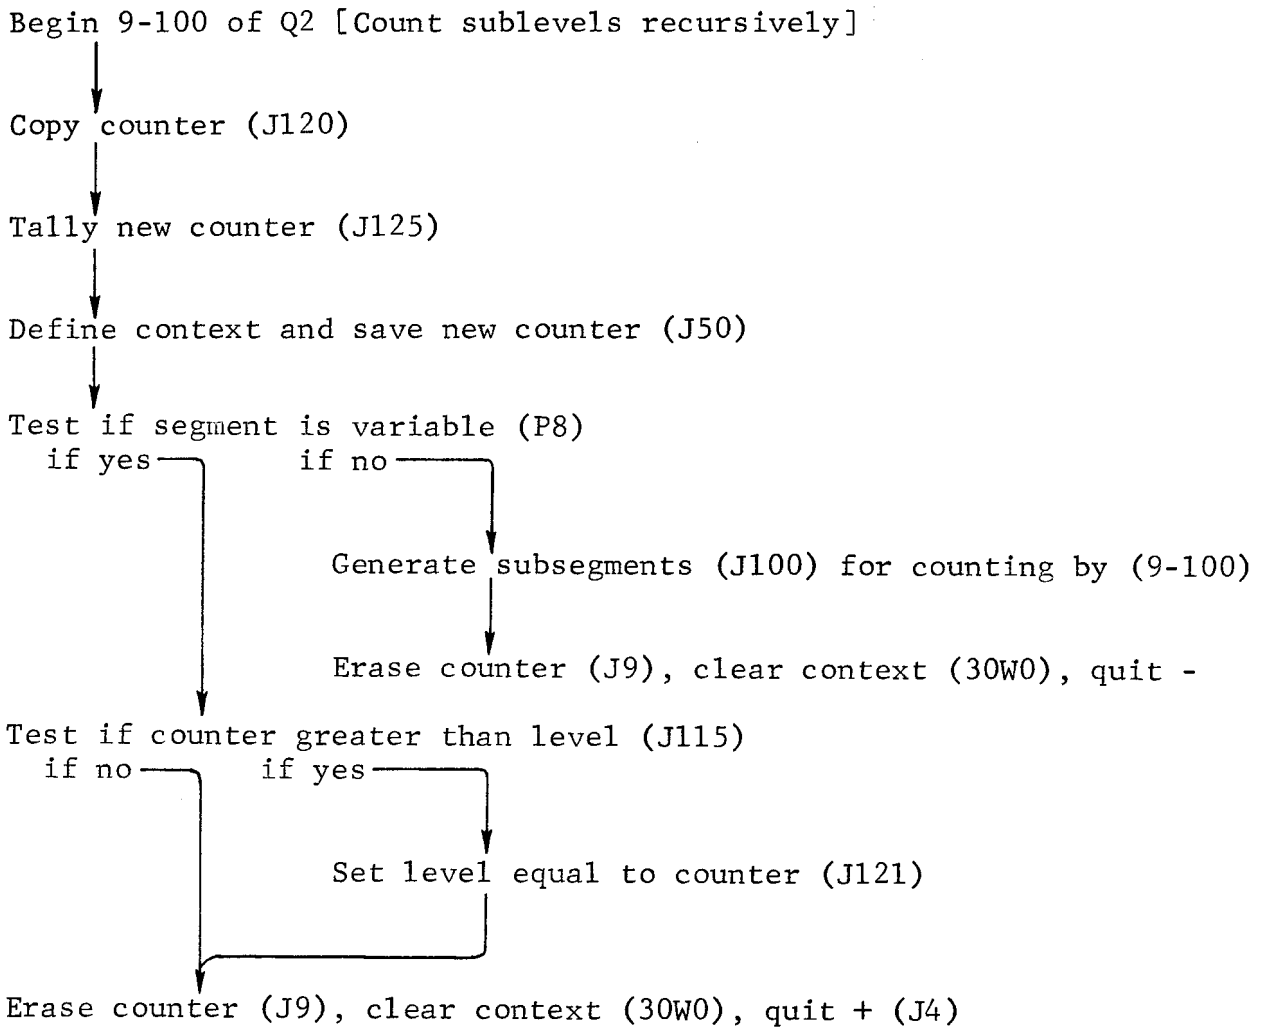 Begin 9-100 of Q2 [Count sublevels recursively]
Copy counter (J120)
Tally new counter (J125)
Define context and save new counter (J50)
Test if segment is variable (P8)
if yes if no
Generate subsegments (J100) for counting by (9-100)
Erase counter (J9), clear context (30W0), quit -
Test if counter greater than level (J115)
if no if yes
Set level equal to counter (J121)
Erase counter (J9), clear context (30W0), quit + (J4)